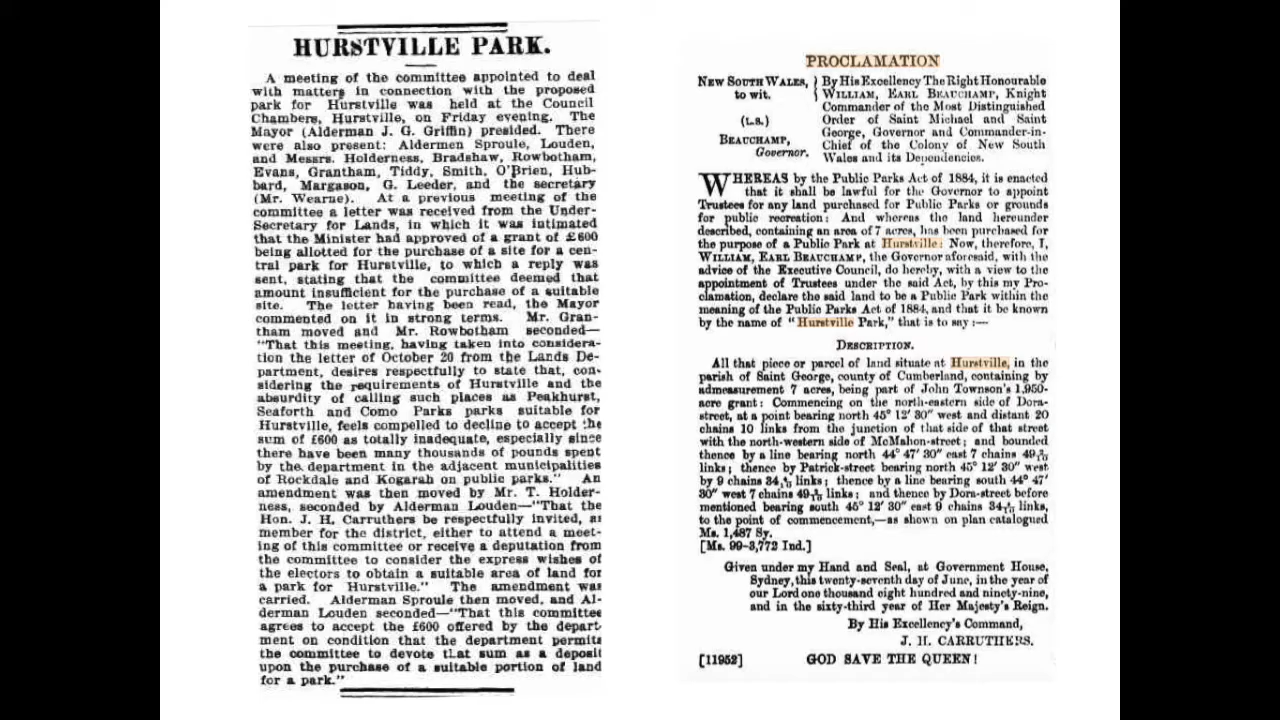 HURSTVILLE PARK.
A meeting of the committee appointed to deal
with matters in connection with the proposed
park for Hurstville was held at the Council
Chambers, Hurstville, on Friday evening. The
Mayor (Alderman J. G. Griffin) presided. There
were also present: Aldermen Sproule, Louden,
and Messrs. Holderness, Bradshaw, Rowbotham,
Evans, Grantham, Tiddy, Smith, O'Brien, Hub-
bard, Margason, G. Leeder, and the secretary
(Mr. Wearne). At a previous meeting of the
committee a letter was received from the Under-
Secretary for Lands, in which it was intimated
that the Minister had approved of a grant of £600
being allotted for the purchase of a site for a cen-
tral park for Hurstville, to which a reply was
sent, stating that the committee deemed that
amount insufficient for the purchase of a suitable
site. The letter having been read, the Mayor
commented on it in strong terms. Mr. Gran-
tham moved and Mr. Rowbotham seconded—
"That this meeting, having taken into considera-
tion the letter of October 20 from the Lands De-
partment, desires respectfully to state that, con-
sidering the requirements of Hurstville and the
absurdity of calling such places as Peakhurst,
Seaforth and Como Parks parks suitable for
Hurstville, feels compelled to decline to accept the
sum of £600 as totally inadequate, especially since
there have been many thousands of pounds spent
by the department in the adjacent municipalities
of Rockdale and Kogarah on public parks." An
amendment was then moved by Mr. T. Holder-
ness, seconded by Alderman Louden—"That the
Hon. J. H. Carruthers be respectfully invited, as
member for the district, either to attend a meet-
ing of this committee or receive a deputation from
the committee to consider the express wishes of
the electors to obtain a suitable area of land for
a park for Hurstville." The amendment was
carried. Alderman Sproule then moved, and Al-
derman Louden seconded—"That this committee
agrees to accept the £600 offered by the depart-
ment on condition that the department permits
the committee to devote that sum as a deposit
upon the purchase of a suitable portion of land
for a park."
PROCLAMATION
NEW SOUTH WALES, to wit.
(L.S.)
BEAUCHAMP,
Governor.
By His Excellency The Right Honourable
WILLIAM, EARL BEAUCHAMP, Knight
Commander of the Most Distinguished
Order of Saint Michael and Saint
George, Governor and Commander-in-
Chief of the Colony of New South
Wales and its Dependencies.
WHEREAS by the Public Parks Act of 1884, it is enacted
that it shall be lawful for the Governor to appoint
Trustees for any land purchased for Public Parks or grounds
for public recreation: And whereas the land hereunder
described, containing an area of 7 acres, has been purchased for
the purpose of a Public Park at Hurstville: Now, therefore, I,
WILLIAM, EARL BEAUCHAMP, the Governor aforesaid, with the
advice of the Executive Council, do hereby, with a view to the
appointment of Trustees under the said Act, by this my Pro-
clamation, declare the said land to be a Public Park within the
meaning of the Public Parks Act of 1884, and that it be known
by the name of "Hurstville Park," that is to say:—
DESCRIPTION.
All that piece or parcel of land situate at Hurstville, in the
parish of Saint George, county of Cumberland, containing by
admeasurement 7 acres, being part of John Townson's 1,950-
acre grant: Commencing on the north-eastern side of Dora-
street, at a point bearing north 45° 12' 30" west and distant 20
chains 10 links from the junction of that side of that street
with the north-western side of McMahon-street; and bounded
thence by a line bearing north 44° 47' 30" east 7 chains 49
links; thence by Patrick-street bearing north 45° 12' 30" west
by 9 chains 34 links; thence by a line bearing south 44° 47'
30" west 7 chains 49 links; and thence by Dora-street before
mentioned bearing south 45° 12' 30" east 9 chains 34 links,
to the point of commencement,—as shown on plan catalogued
Ms. 1,487 Sy.
[Ms. 99-3,772 Ind.]
Given under my Hand and Seal, at Government House,
Sydney, this twenty-seventh day of June, in the year of
our Lord one thousand eight hundred and ninety-nine,
and in the sixty-third year of Her Majesty's Reign.
By His Excellency's Command,
J. H. CARRUTHERS.
[11952] GOD SAVE THE QUEEN!